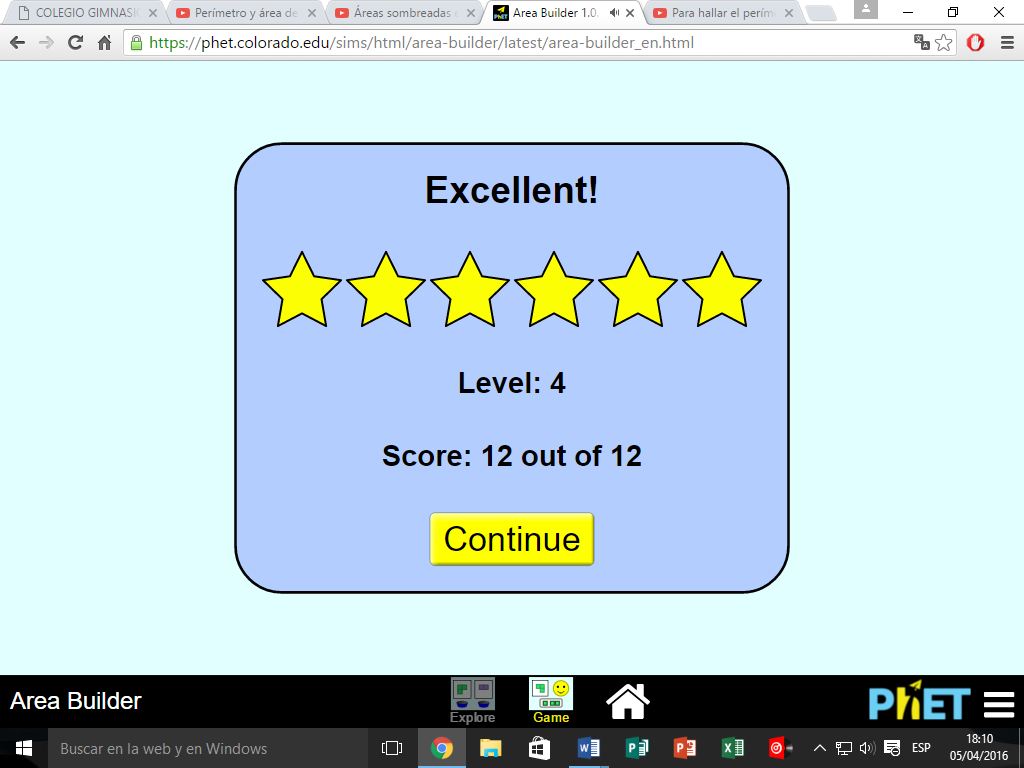 COLEGIO GIMNASIO
Perímetro y área de
Áreas sombreadas
Area Builder 1.0.
Para hallar el perím
https://phet.colorado.edu/sims/html/area-builder/latest/area-builder_en.html
Excellent!
Level: 4
Score: 12 out of 12
Continue
Area Builder
Explore
Game
PhET
Buscar en la web y en Windows
ESP
18:10
05/04/2016